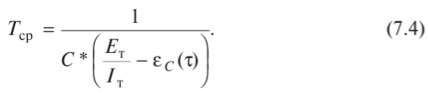 T_ср = 1 / (C * (E_т / I_т − ε_C(τ))). (7.4)